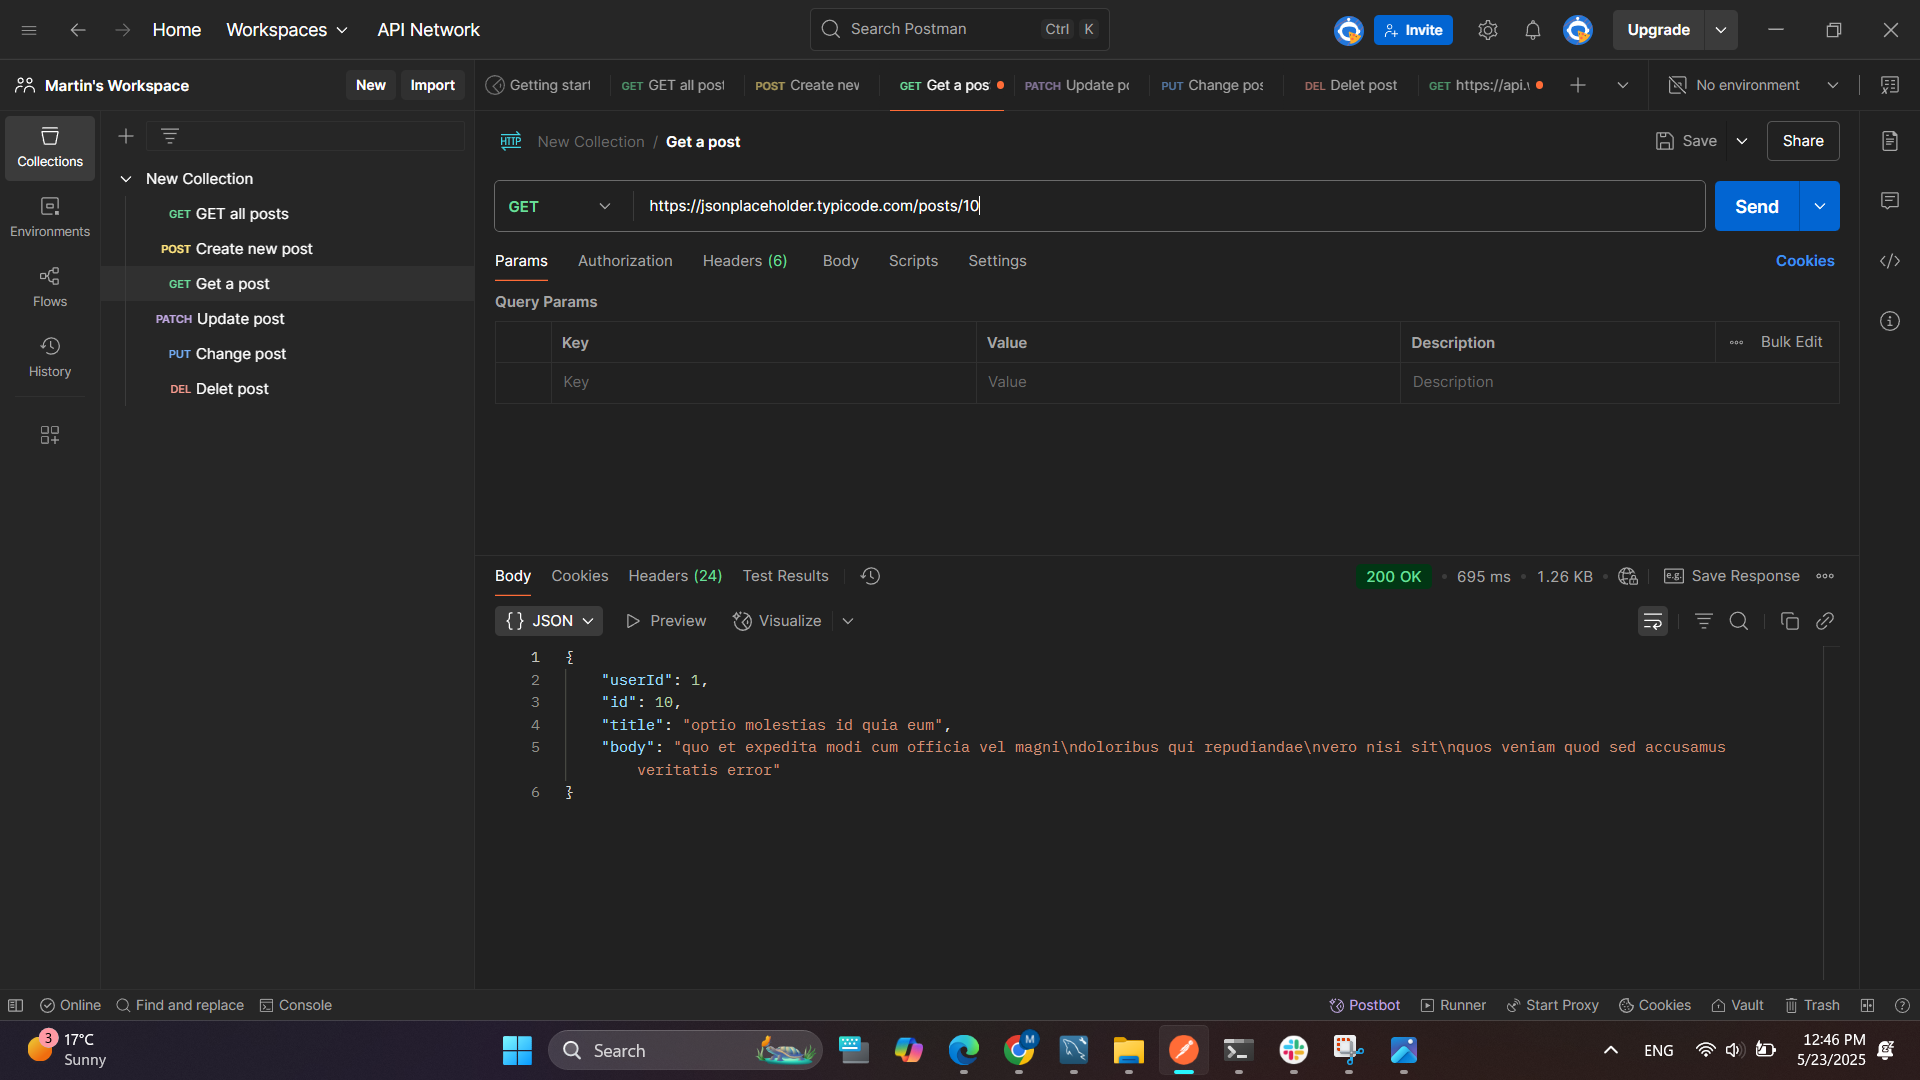 Home Workspaces API Network Search Postman Ctrl K Invite Upgrade
Martin's Workspace New Import Getting start GET GET all post POST Create nev GET Get a pos PATCH Update pc PUT Change pos DEL Delet post GET https://api. No environment
Collections
Environments
Flows
History
New Collection
GET GET all posts
POST Create new post
GET Get a post
PATCH Update post
PUT Change post
DEL Delet post
HTTP New Collection / Get a post Save Share
GET https://jsonplaceholder.typicode.com/posts/10 Send
Params Authorization Headers (6) Body Scripts Settings Cookies
Query Params
Key Value Description Bulk Edit
Key Value Description
Body Cookies Headers (24) Test Results 200 OK 695 ms 1.26 KB e.g. Save Response
{} JSON Preview Visualize
1 {
2 "userId": 1,
3 "id": 10,
4 "title": "optio molestias id quia eum",
5 "body": "quo et expedita modi cum officia vel magni\ndoloribus qui repudiandae\nvero nisi sit\nquos veniam quod sed accusamus
veritatis error"
6 }
Online Find and replace Console Postbot Runner Start Proxy Cookies Vault Trash
3 17°C
Sunny
Search
M
ENG
12:46 PM
5/23/2025